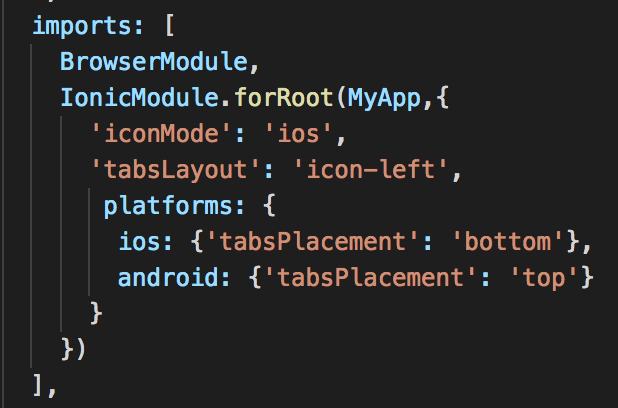 imports: [
BrowserModule,
IonicModule.forRoot(MyApp,{
'iconMode': 'ios',
'tabsLayout': 'icon-left',
platforms: {
ios: {'tabsPlacement': 'bottom'},
android: {'tabsPlacement': 'top'}
}
})
],